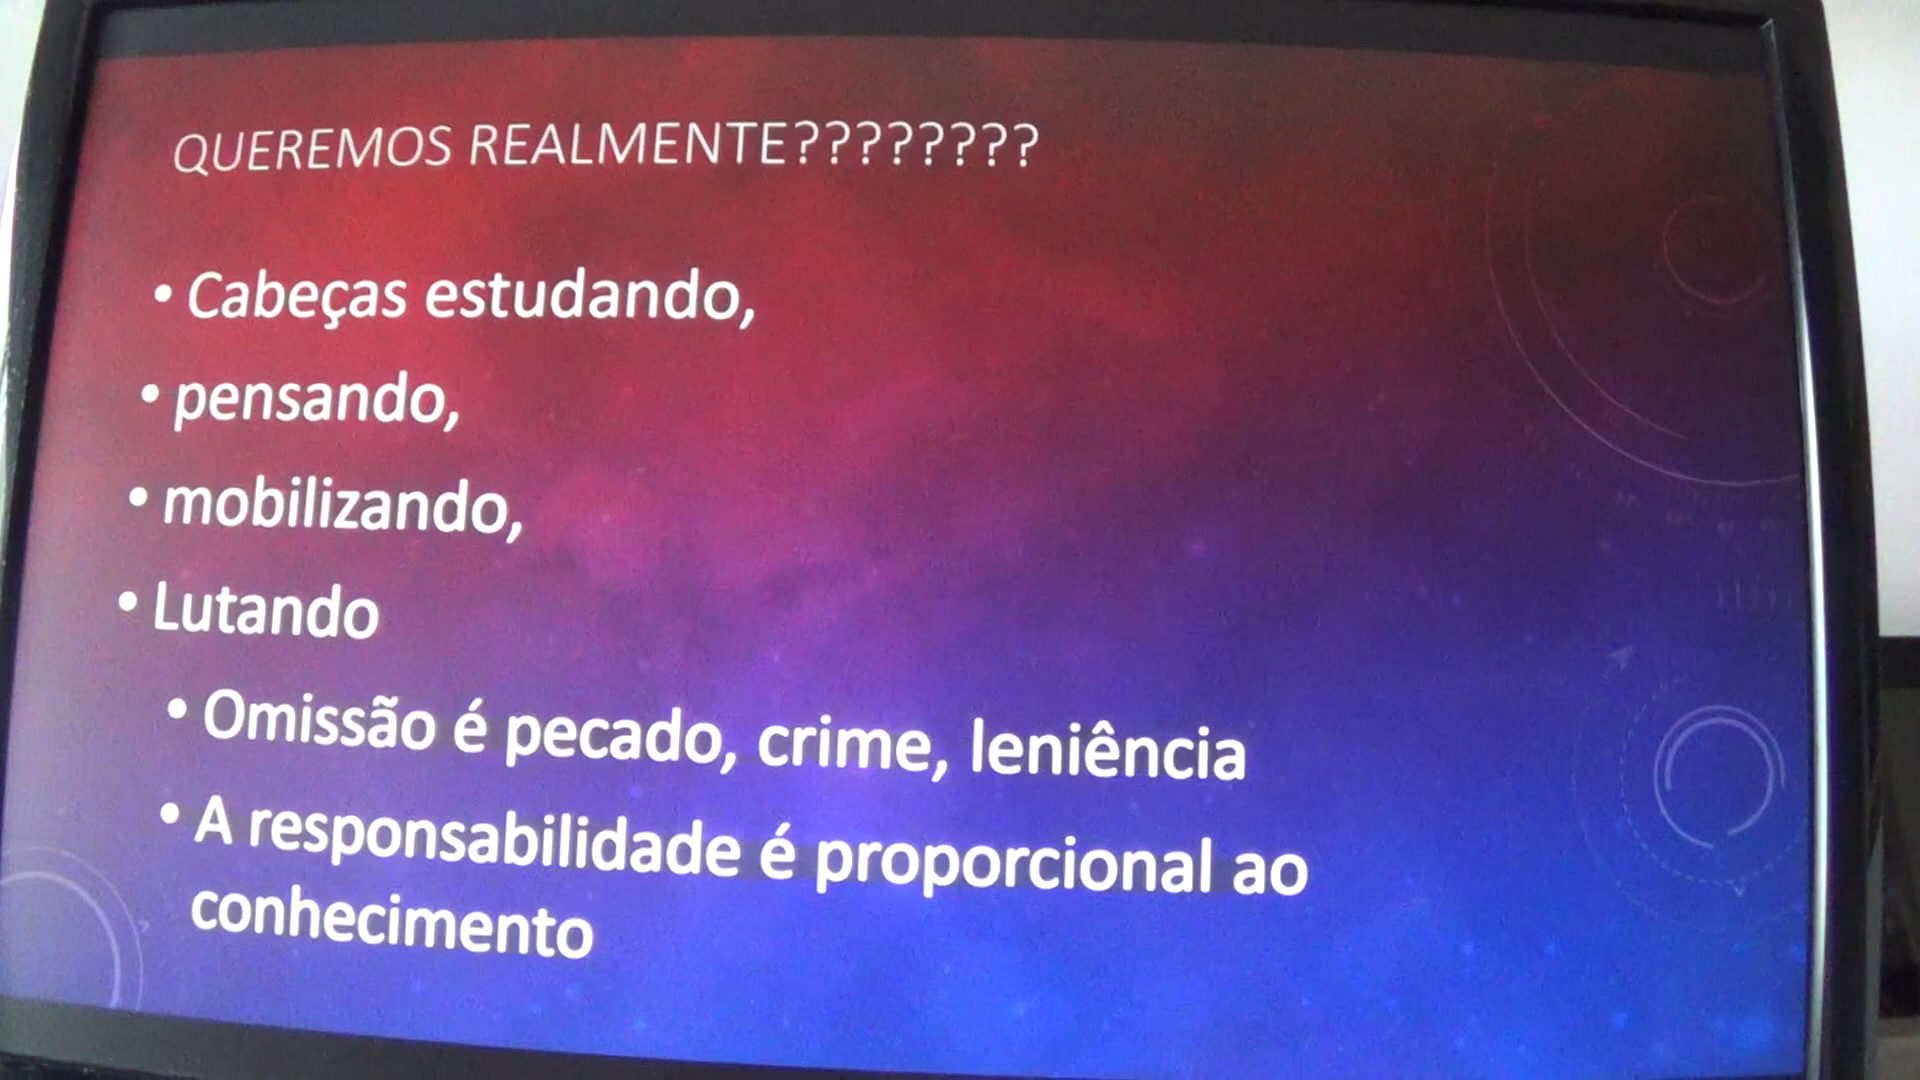 QUEREMOS REALMENTE????????
• Cabeças estudando,
• pensando,
• mobilizando,
• Lutando
• Omissão é pecado, crime, leniência
• A responsabilidade é proporcional ao
conhecimento